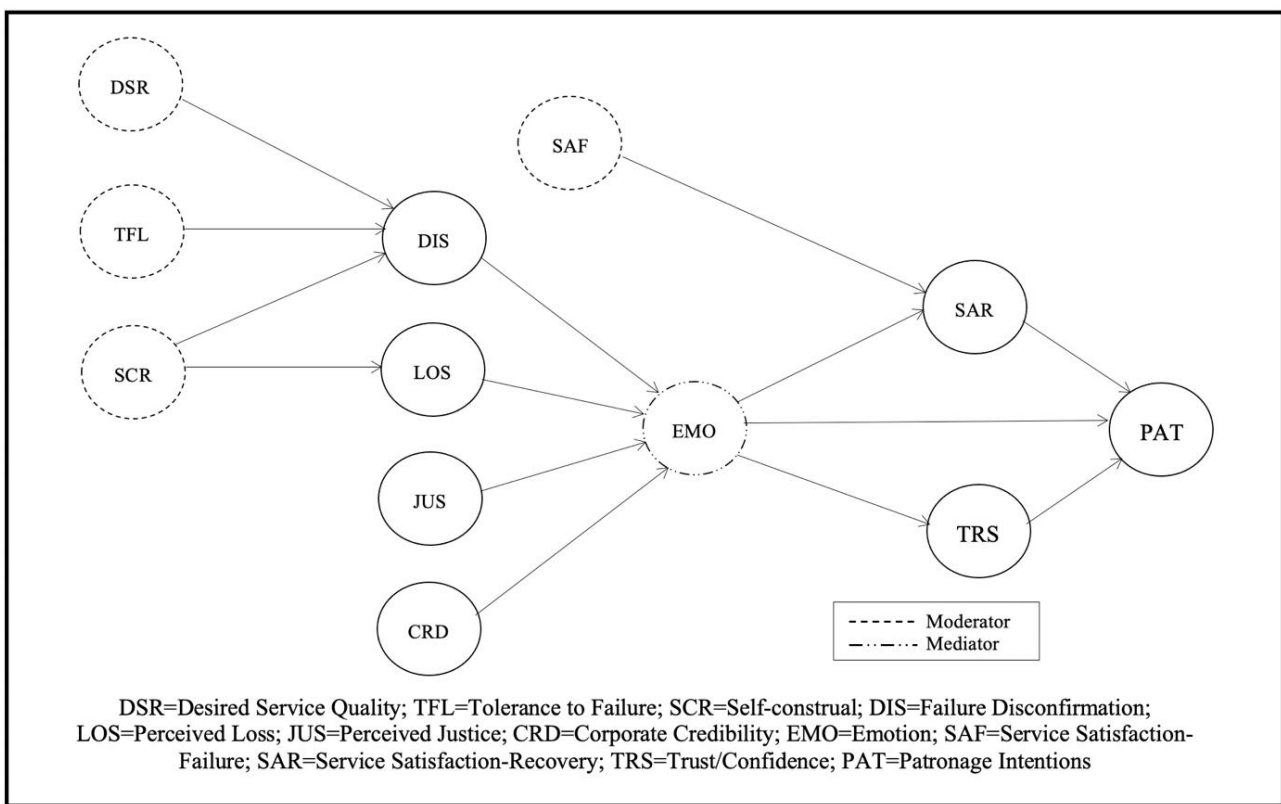 DSR
SAF
TFL
DIS
SAR
SCR
LOS
EMO
PAT
JUS
TRS
CRD
Moderator
Mediator
DSR=Desired Service Quality; TFL=Tolerance to Failure; SCR=Self-construal; DIS=Failure Disconfirmation;
LOS=Perceived Loss; JUS=Perceived Justice; CRD=Corporate Credibility; EMO=Emotion; SAF=Service Satisfaction-
Failure; SAR=Service Satisfaction-Recovery; TRS=Trust/Confidence; PAT=Patronage Intentions